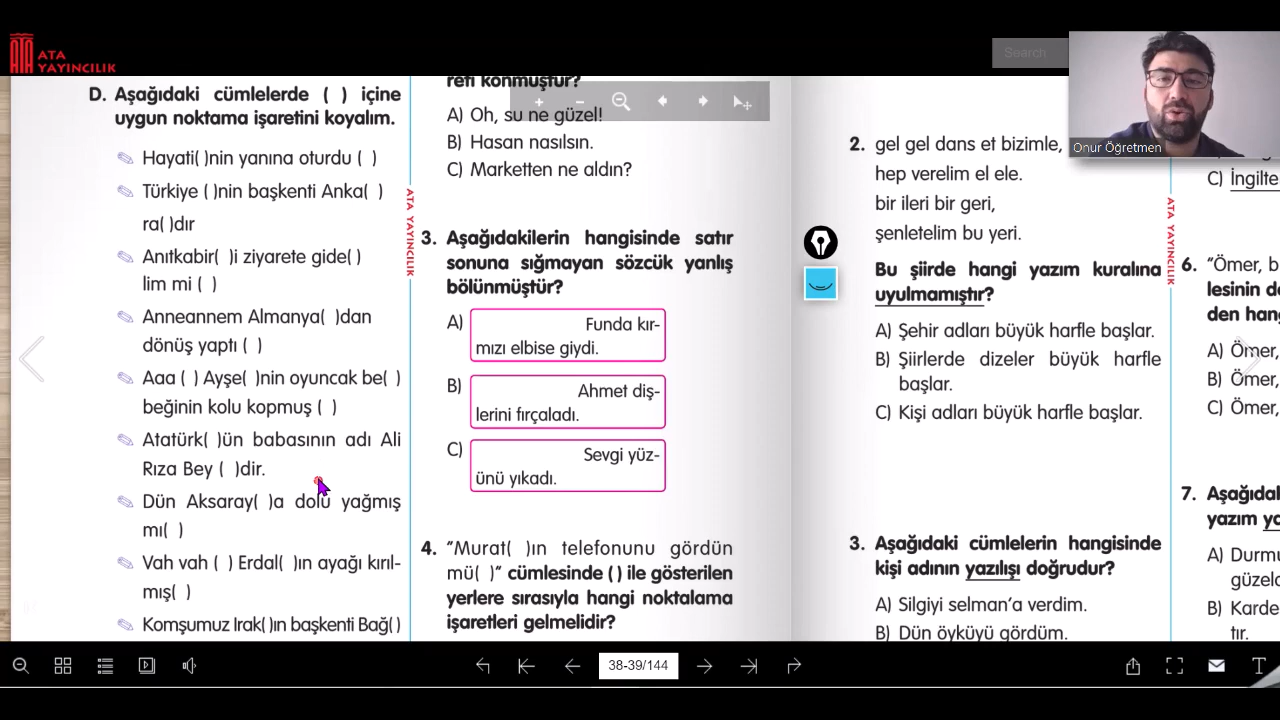 ATA
YAYINCILIK
Search
Onur Öğretmen
D. Aşağıdaki cümlelerde ( ) içine
uygun noktama işaretini koyalım.
Hayati( )nin yanına oturdu ( )
Türkiye ( )nin başkenti Anka( )
ra( )dır
Anıtkabir( )i ziyarete gide( )
lim mi ( )
Anneannem Almanya( )dan
dönüş yaptı ( )
Aaa ( ) Ayşe( )nin oyuncak be( )
beğinin kolu kopmuş ( )
Atatürk( )ün babasının adı Ali
Rıza Bey ( )dir.
Dün Aksaray( )a dolu yağmış
mı( )
Vah vah ( ) Erdal( )ın ayağı kırıl-
mış( )
Komşumuz Irak( )ın başkenti Bağ( )
ATA YAYINCILIK
reti konmuştur?
A) Oh, su ne güzel!
B) Hasan nasılsın.
C) Marketten ne aldın?
3. Aşağıdakilerin hangisinde satır
sonuna sığmayan sözcük yanlış
bölünmüştür?
A) Funda kır-
mızı elbise giydi.
B) Ahmet diş-
lerini fırçaladı.
C) Sevgi yüz-
ünü yıkadı.
4. "Murat( )ın telefonunu gördün
mü( )" cümlesinde ( ) ile gösterilen
yerlere sırasıyla hangi noktalama
işaretleri gelmelidir?
2. gel gel dans et bizimle,
hep verelim el ele.
bir ileri bir geri,
şenletelim bu yeri.
Bu şiirde hangi yazım kuralına
uyulmamıştır?
A) Şehir adları büyük harfle başlar.
B) Şiirlerde dizeler büyük harfle
başlar.
C) Kişi adları büyük harfle başlar.
3. Aşağıdaki cümlelerin hangisinde
kişi adının yazılışı doğrudur?
A) Silgiyi selman'a verdim.
B) Dün öyküyü gördüm.
ATA YAYINCILIK
C) İngilte
6. "Ömer, b
lesinin d
den hang
A) Ömer,
B) Ömer,
C) Ömer,
7. Aşağıdal
yazım ya
A) Durmu
güzeld
B) Karde
tır.
38-39/144